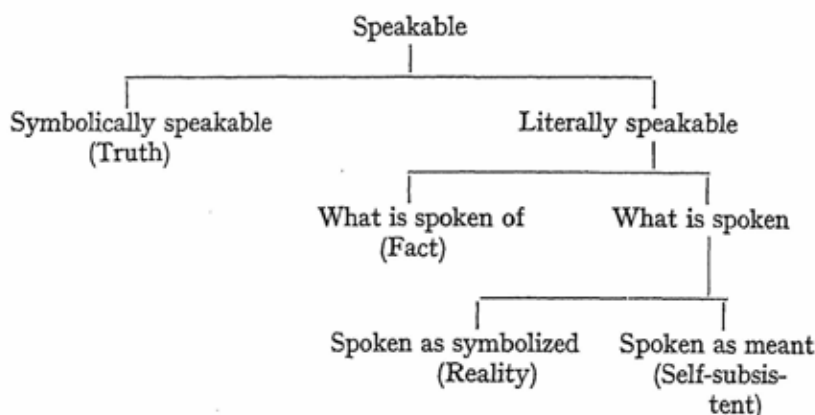 Speakable
Symbolically speakable
(Truth)
Literally speakable
What is spoken of
(Fact)
What is spoken
Spoken as symbolized
(Reality)
Spoken as meant
(Self-subsis-
tent)